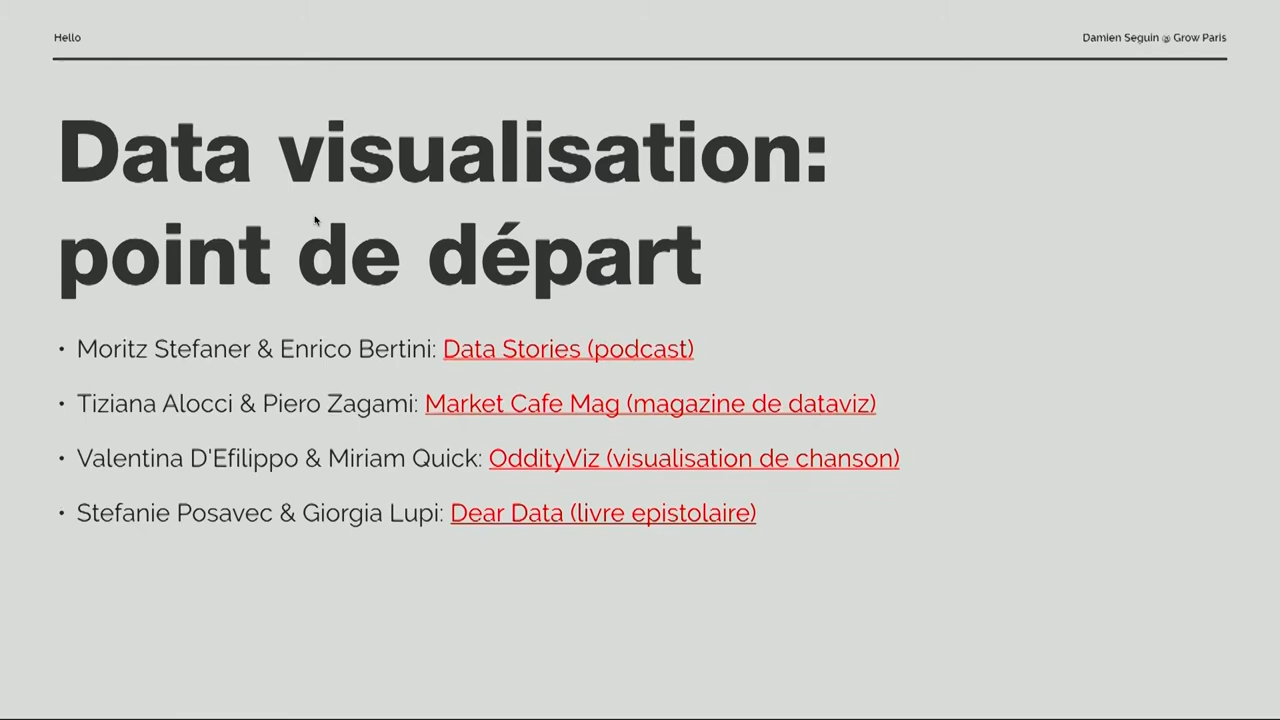 Hello
Damien Seguin @ Grow Paris
Data visualisation:
point de départ
• Moritz Stefaner & Enrico Bertini: Data Stories (podcast)
• Tiziana Alocci & Piero Zagami: Market Cafe Mag (magazine de dataviz)
• Valentina D'Efilippo & Miriam Quick: OddityViz (visualisation de chanson)
• Stefanie Posavec & Giorgia Lupi: Dear Data (livre epistolaire)